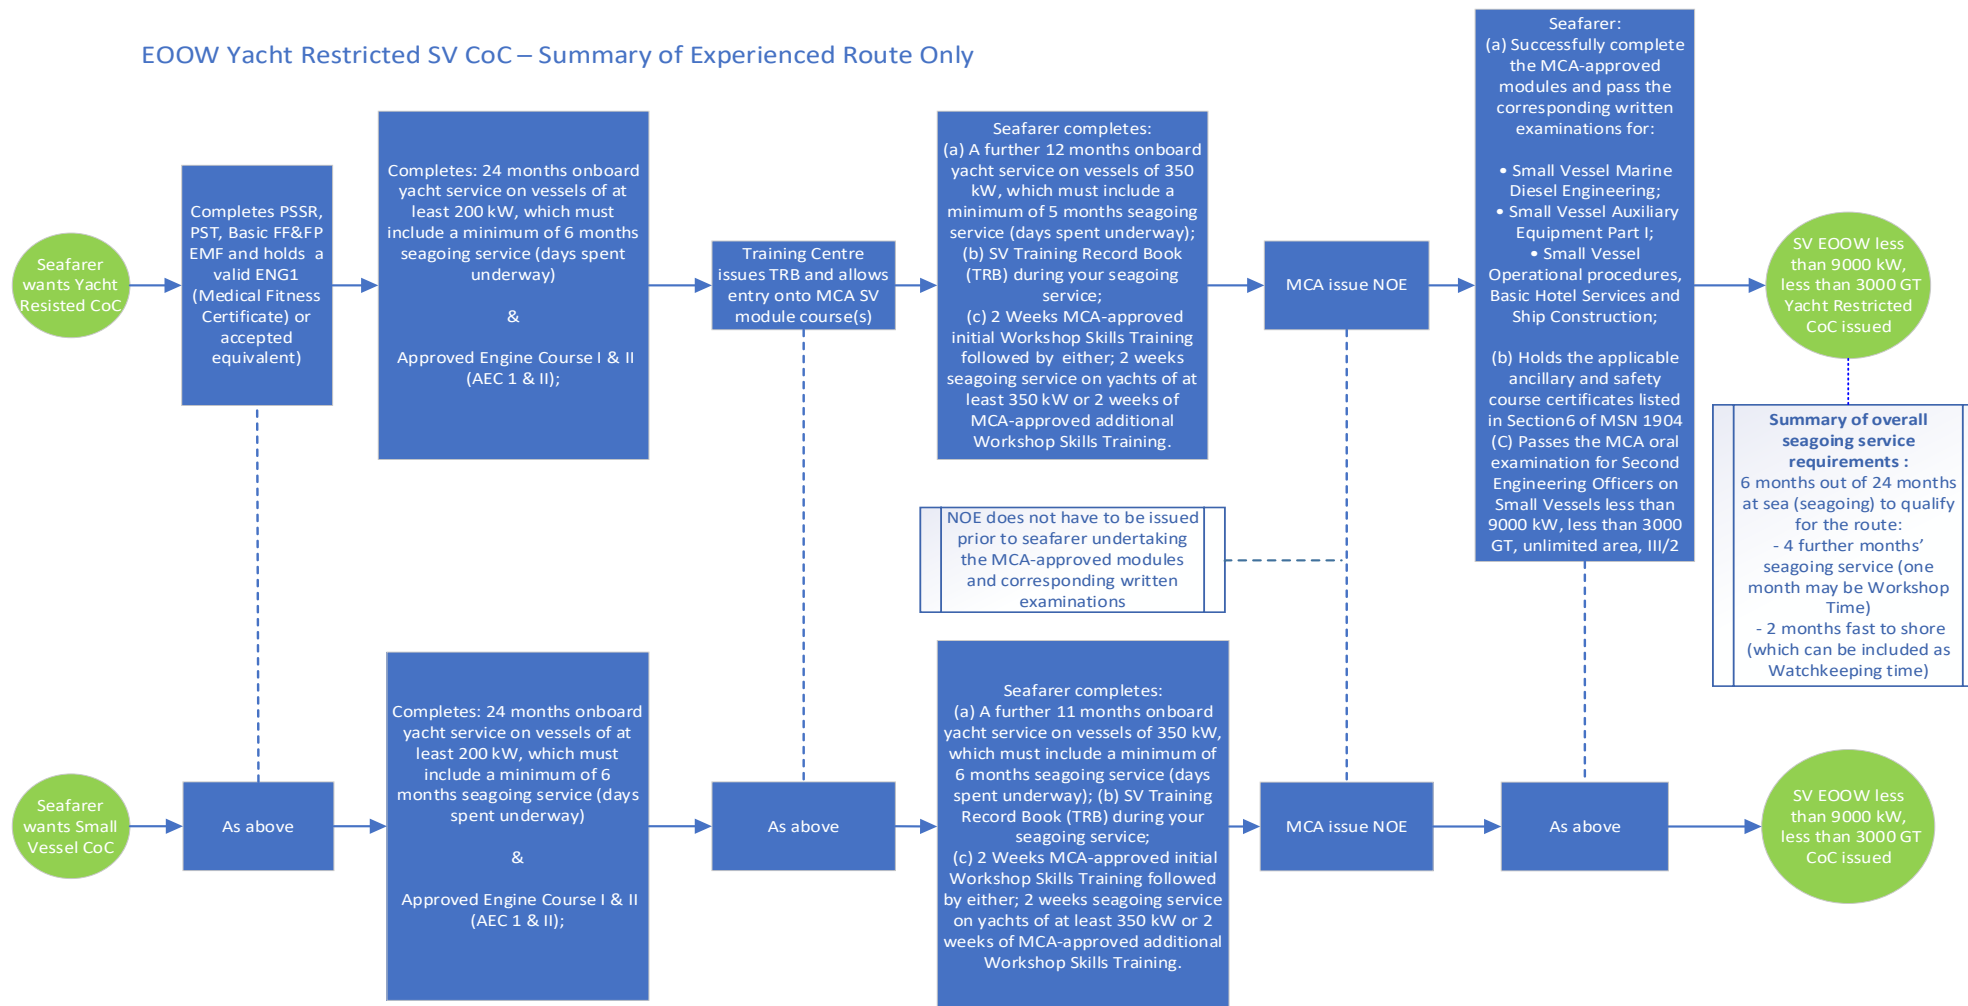 EOOW Yacht Restricted SV CoC – Summary of Experienced Route Only
Seafarer
wants Yacht
Resisted CoC
Completes PSSR,
PST, Basic FF&FP
EMF and holds a
valid ENG1
(Medical Fitness
Certificate) or
accepted
equivalent)
Completes: 24 months onboard
yacht service on vessels of at
least 200 kW, which must
include a minimum of 6 months
seagoing service (days spent
underway)
&
Approved Engine Course I & II
(AEC 1 & II);
Training Centre
issues TRB and allows
entry onto MCA SV
module course(s)
Seafarer completes:
(a) A further 12 months onboard
yacht service on vessels of 350
kW, which must include a
minimum of 5 months seagoing
service (days spent underway);
(b) SV Training Record Book
(TRB) during your seagoing
service;
(c) 2 Weeks MCA-approved
initial Workshop Skills Training
followed by either; 2 weeks
seagoing service on yachts of at
least 350 kW or 2 weeks of
MCA-approved additional
Workshop Skills Training.
MCA issue NOE
Seafarer:
(a) Successfully complete
the MCA-approved
modules and pass the
corresponding written
examinations for:
• Small Vessel Marine
Diesel Engineering;
• Small Vessel Auxiliary
Equipment Part I;
• Small Vessel
Operational procedures,
Basic Hotel Services and
Ship Construction;
(b) Holds the applicable
ancillary and safety
course certificates listed
in Section6 of MSN 1904
(C) Passes the MCA oral
examination for Second
Engineering Officers on
Small Vessels less than
9000 kW, less than 3000
GT, unlimited area, III/2
SV EOOW less
than 9000 kW,
less than 3000 GT
Yacht Restricted
CoC issued
Summary of overall
seagoing service
requirements :
6 months out of 24 months
at sea (seagoing) to qualify
for the route:
- 4 further months’
seagoing service (one
month may be Workshop
Time)
- 2 months fast to shore
(which can be included as
Watchkeeping time)
NOE does not have to be issued
prior to seafarer undertaking
the MCA-approved modules
and corresponding written
examinations
Seafarer
wants Small
Vessel CoC
As above
Completes: 24 months onboard
yacht service on vessels of at
least 200 kW, which must
include a minimum of 6
months seagoing service (days
spent underway)
&
Approved Engine Course I & II
(AEC 1 & II);
As above
Seafarer completes:
(a) A further 11 months onboard
yacht service on vessels of 350 kW,
which must include a minimum of
6 months seagoing service (days
spent underway); (b) SV Training
Record Book (TRB) during your
seagoing service;
(c) 2 Weeks MCA-approved initial
Workshop Skills Training followed
by either; 2 weeks seagoing service
on yachts of at least 350 kW or 2
weeks of MCA-approved additional
Workshop Skills Training.
MCA issue NOE
As above
SV EOOW less
than 9000 kW,
less than 3000 GT
CoC issued